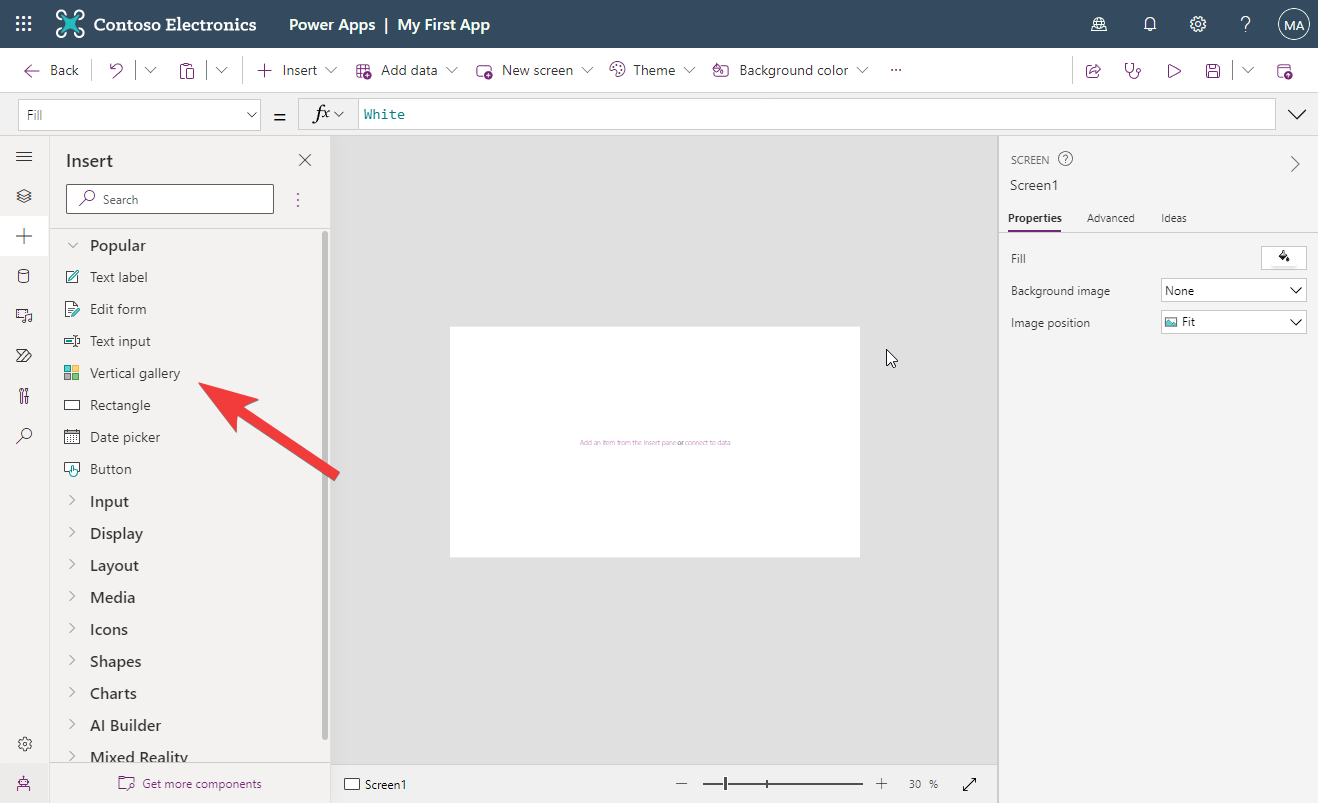 Contoso Electronics Power Apps | My First App MA
Back Insert Add data New screen Theme Background color ...
Fill = fx White
Insert
Search
Popular
Text label
Edit form
Text input
Vertical gallery
Rectangle
Date picker
Button
Input
Display
Layout
Media
Icons
Shapes
Charts
AI Builder
Mixed Reality
Get more components
Add an item from the Insert pane or connect to data
Screen1 30 %
SCREEN
Screen1
Properties Advanced Ideas
Fill
Background image None
Image position Fit